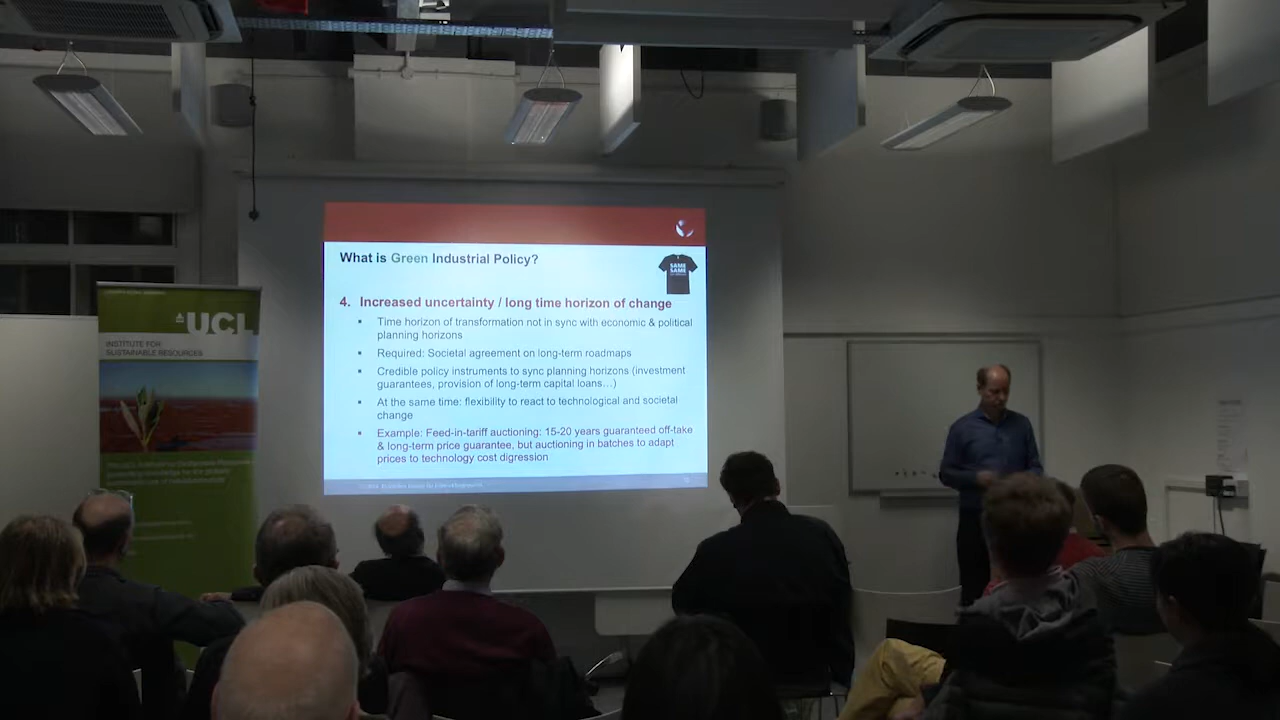 What is Green Industrial Policy?
SAME
SAME
4. Increased uncertainty / long time horizon of change
▪ Time horizon of transformation not in sync with economic & political
planning horizons
▪ Required: Societal agreement on long-term roadmaps
▪ Credible policy instruments to sync planning horizons (investment
guarantees, provision of long-term capital loans…)
▪ At the same time: flexibility to react to technological and societal
change
▪ Example: Feed-in-tariff auctioning: 15-20 years guaranteed off-take
& long-term price guarantee, but auctioning in batches to adapt
prices to technology cost digression
UCL
INSTITUTE FOR
SUSTAINABLE RESOURCES